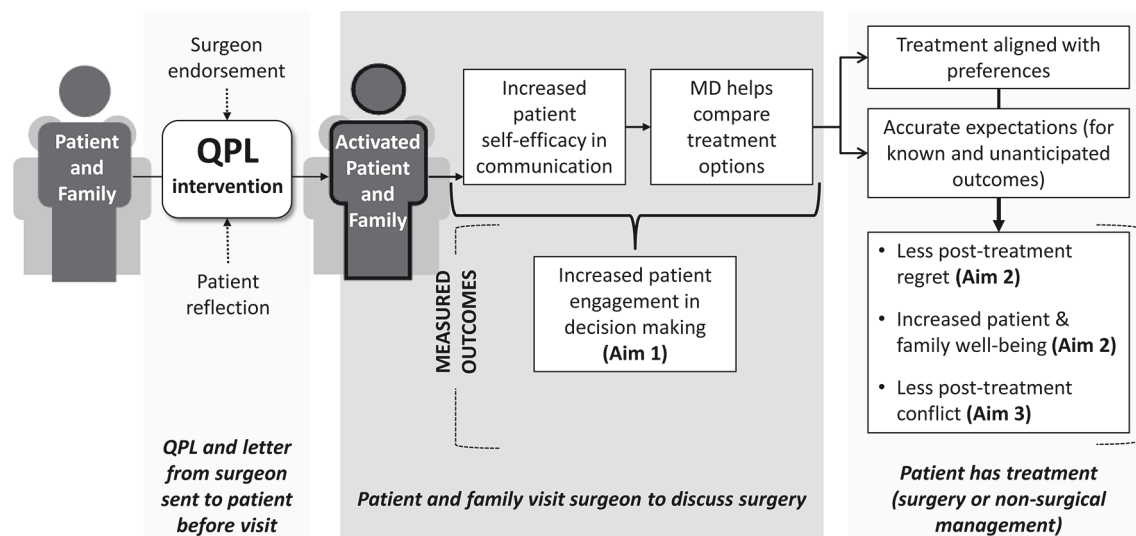 Patient
and
Family
Surgeon
endorsement
QPL
intervention
Patient
reflection
QPL and letter
from surgeon
sent to patient
before visit
Activated
Patient
and
Family
Increased
patient
self-efficacy in
communication
MD helps
compare
treatment
options
MEASURED
OUTCOMES
Increased patient
engagement in
decision making
(Aim 1)
Patient and family visit surgeon to discuss surgery
Treatment aligned with
preferences
Accurate expectations (for
known and unanticipated
outcomes)
• Less post-treatment
regret (Aim 2)
• Increased patient &
family well-being (Aim 2)
• Less post-treatment
conflict (Aim 3)
Patient has treatment
(surgery or non-surgical
management)